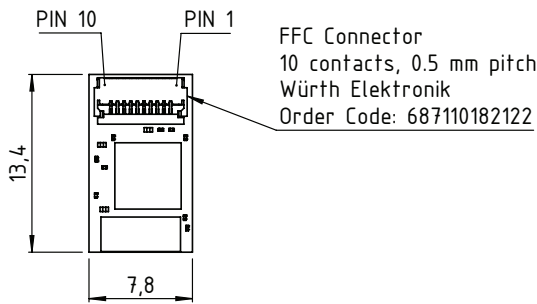 PIN 10
PIN 1
FFC Connector
10 contacts, 0.5 mm pitch
Würth Elektronik
Order Code: 687110182122
13,4
7,8